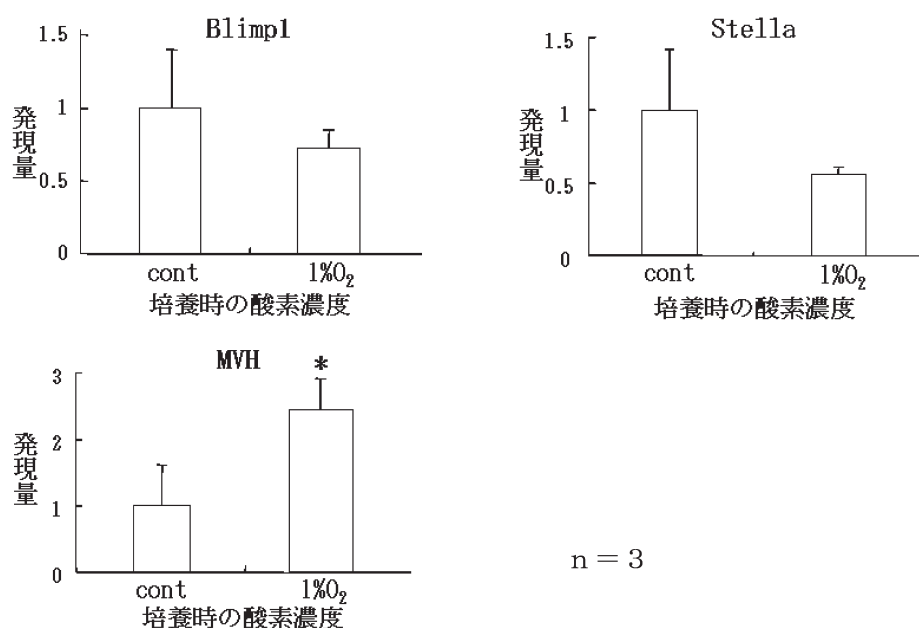 Blimp1
1.5
1
0.5
0
発現量
cont 1%O₂
培養時の酸素濃度
Stella
1.5
1
0.5
0
発現量
cont 1%O₂
培養時の酸素濃度
MVH
*
3
2
1
0
発現量
cont 1%O₂
培養時の酸素濃度
n = 3